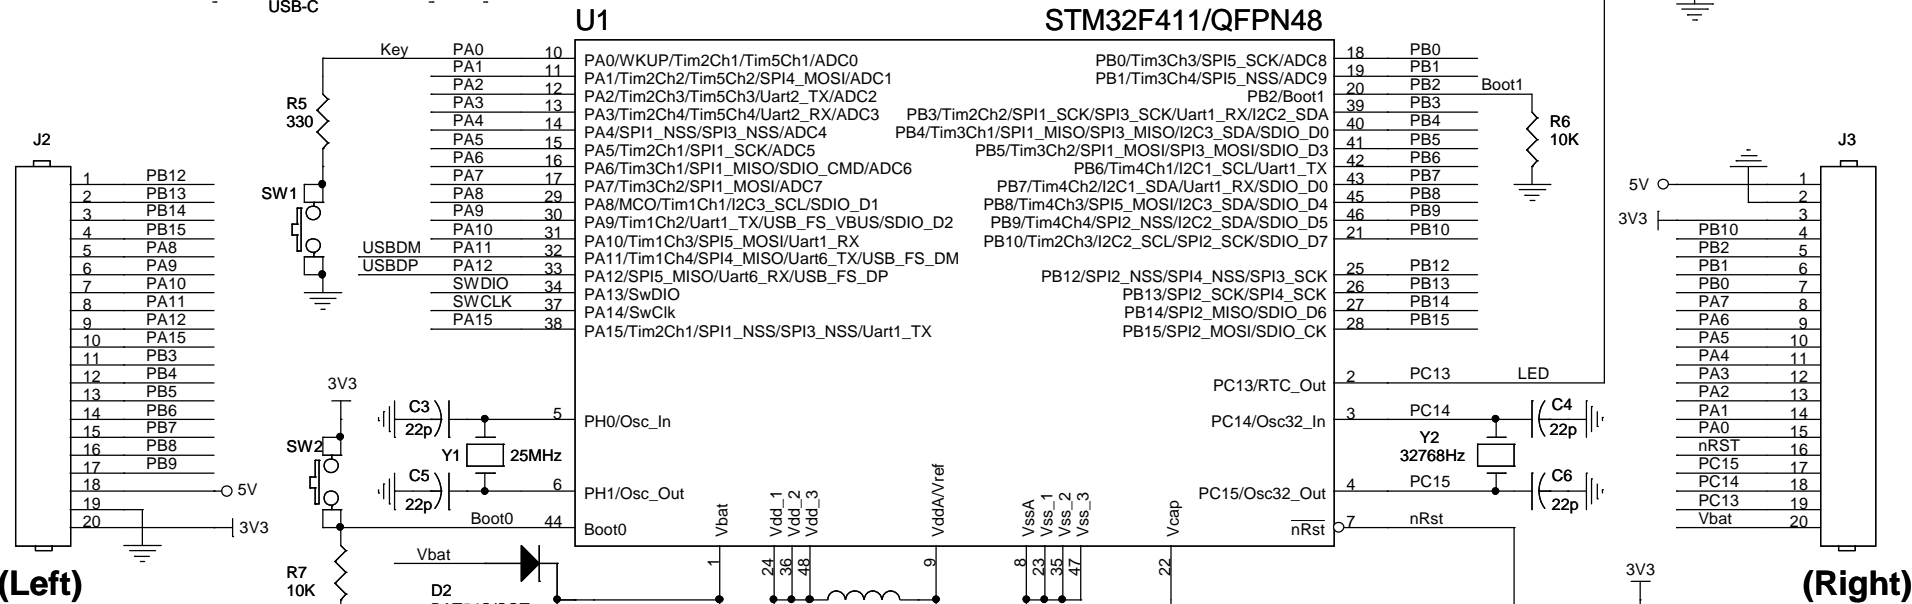 USB-C
U1
STM32F411/QFPN48
Key PA0 10 PA0/WKUP/Tim2Ch1/Tim5Ch1/ADC0
PA1 11 PA1/Tim2Ch2/Tim5Ch2/SPI4_MOSI/ADC1
PA2 12 PA2/Tim2Ch3/Tim5Ch3/Uart2_TX/ADC2
PA3 13 PA3/Tim2Ch4/Tim5Ch4/Uart2_RX/ADC3
PA4 14 PA4/SPI1_NSS/SPI3_NSS/ADC4
PA5 15 PA5/Tim2Ch1/SPI1_SCK/ADC5
PA6 16 PA6/Tim3Ch1/SPI1_MISO/SDIO_CMD/ADC6
PA7 17 PA7/Tim3Ch2/SPI1_MOSI/ADC7
PA8 29 PA8/MCO/Tim1Ch1/I2C3_SCL/SDIO_D1
PA9 30 PA9/Tim1Ch2/Uart1_TX/USB_FS_VBUS/SDIO_D2
PA10 31 PA10/Tim1Ch3/SPI5_MOSI/Uart1_RX
USBDM PA11 32 PA11/Tim1Ch4/SPI4_MISO/Uart6_TX/USB_FS_DM
USBDP PA12 33 PA12/SPI5_MISO/Uart6_RX/USB_FS_DP
SWDIO 34 PA13/SwDIO
SWCLK 37 PA14/SwClk
PA15 38 PA15/Tim2Ch1/SPI1_NSS/SPI3_NSS/Uart1_TX
PB0/Tim3Ch3/SPI5_SCK/ADC8 18 PB0
PB1/Tim3Ch4/SPI5_NSS/ADC9 19 PB1
PB2/Boot1 20 PB2 Boot1
PB3/Tim2Ch2/SPI1_SCK/SPI3_SCK/Uart1_RX/I2C2_SDA 39 PB3
PB4/Tim3Ch1/SPI1_MISO/SPI3_MISO/I2C3_SDA/SDIO_D0 40 PB4
PB5/Tim3Ch2/SPI1_MOSI/SPI3_MOSI/SDIO_D3 41 PB5
PB6/Tim4Ch1/I2C1_SCL/Uart1_TX 42 PB6
PB7/Tim4Ch2/I2C1_SDA/Uart1_RX/SDIO_D0 43 PB7
PB8/Tim4Ch3/SPI5_MOSI/I2C3_SDA/SDIO_D4 45 PB8
PB9/Tim4Ch4/SPI2_NSS/I2C2_SDA/SDIO_D5 46 PB9
PB10/Tim2Ch3/I2C2_SCL/SPI2_SCK/SDIO_D7 21 PB10
PB12/SPI2_NSS/SPI4_NSS/SPI3_SCK 25 PB12
PB13/SPI2_SCK/SPI4_SCK 26 PB13
PB14/SPI2_MISO/SDIO_D6 27 PB14
PB15/SPI2_MOSI/SDIO_CK 28 PB15
PC13/RTC_Out 2 PC13 LED
PC14/Osc32_In 3 PC14
PC15/Osc32_Out 4 PC15
nRst 7 nRst
5 PH0/Osc_In
6 PH1/Osc_Out
Boot0 44 Boot0
Vbat 1
Vdd_1 24
Vdd_2 36
Vdd_3 48
VddA/Vref 9
VssA 8
Vss_1 23
Vss_2 35
Vss_3 47
Vcap 22
R5
330
SW1
3V3
SW2
C3
22p
Y1 25MHz
C5
22p
R7
10K
Vbat
D2
R6
10K
C4
22p
Y2
32768Hz
C6
22p
3V3
J2
1 PB12
2 PB13
3 PB14
4 PB15
5 PA8
6 PA9
7 PA10
8 PA11
9 PA12
10 PA15
11 PB3
12 PB4
13 PB5
14 PB6
15 PB7
16 PB8
17 PB9
18 5V
19
20 3V3
(Left)
J3
5V 1
2
3V3 3
PB10 4
PB2 5
PB1 6
PB0 7
PA7 8
PA6 9
PA5 10
PA4 11
PA3 12
PA2 13
PA1 14
PA0 15
nRST 16
PC15 17
PC14 18
PC13 19
Vbat 20
(Right)